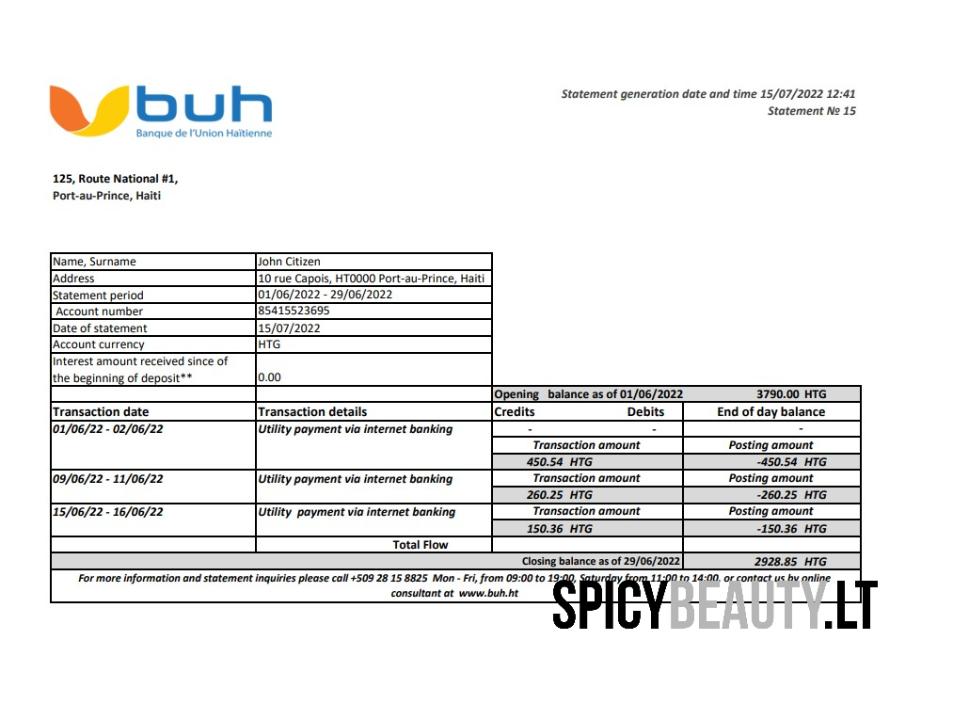 buh
Banque de l'Union Haïtienne
Statement generation date and time 15/07/2022 12:41
Statement № 15
125, Route National #1,
Port-au-Prince, Haiti
Name, Surname John Citizen
Address 10 rue Capois, HT0000 Port-au-Prince, Haiti
Statement period 01/06/2022 - 29/06/2022
Account number 85415523695
Date of statement 15/07/2022
Account currency HTG
Interest amount received since of
the beginning of deposit** 0.00
Opening balance as of 01/06/2022 3790.00 HTG
Transaction date Transaction details Credits Debits End of day balance
01/06/22 - 02/06/22 Utility payment via internet banking - - -
Transaction amount Posting amount
450.54 HTG -450.54 HTG
09/06/22 - 11/06/22 Utility payment via internet banking Transaction amount Posting amount
260.25 HTG -260.25 HTG
15/06/22 - 16/06/22 Utility payment via internet banking Transaction amount Posting amount
150.36 HTG -150.36 HTG
Total Flow
Closing balance as of 29/06/2022 2928.85 HTG
For more information and statement inquiries please call +509 28 15 8825 Mon - Fri, from 09:00 to 19:00, Saturday from 11:00 to 14:00, or contact us by online
consultant at www.buh.ht
SPICYBEAUTY.LT